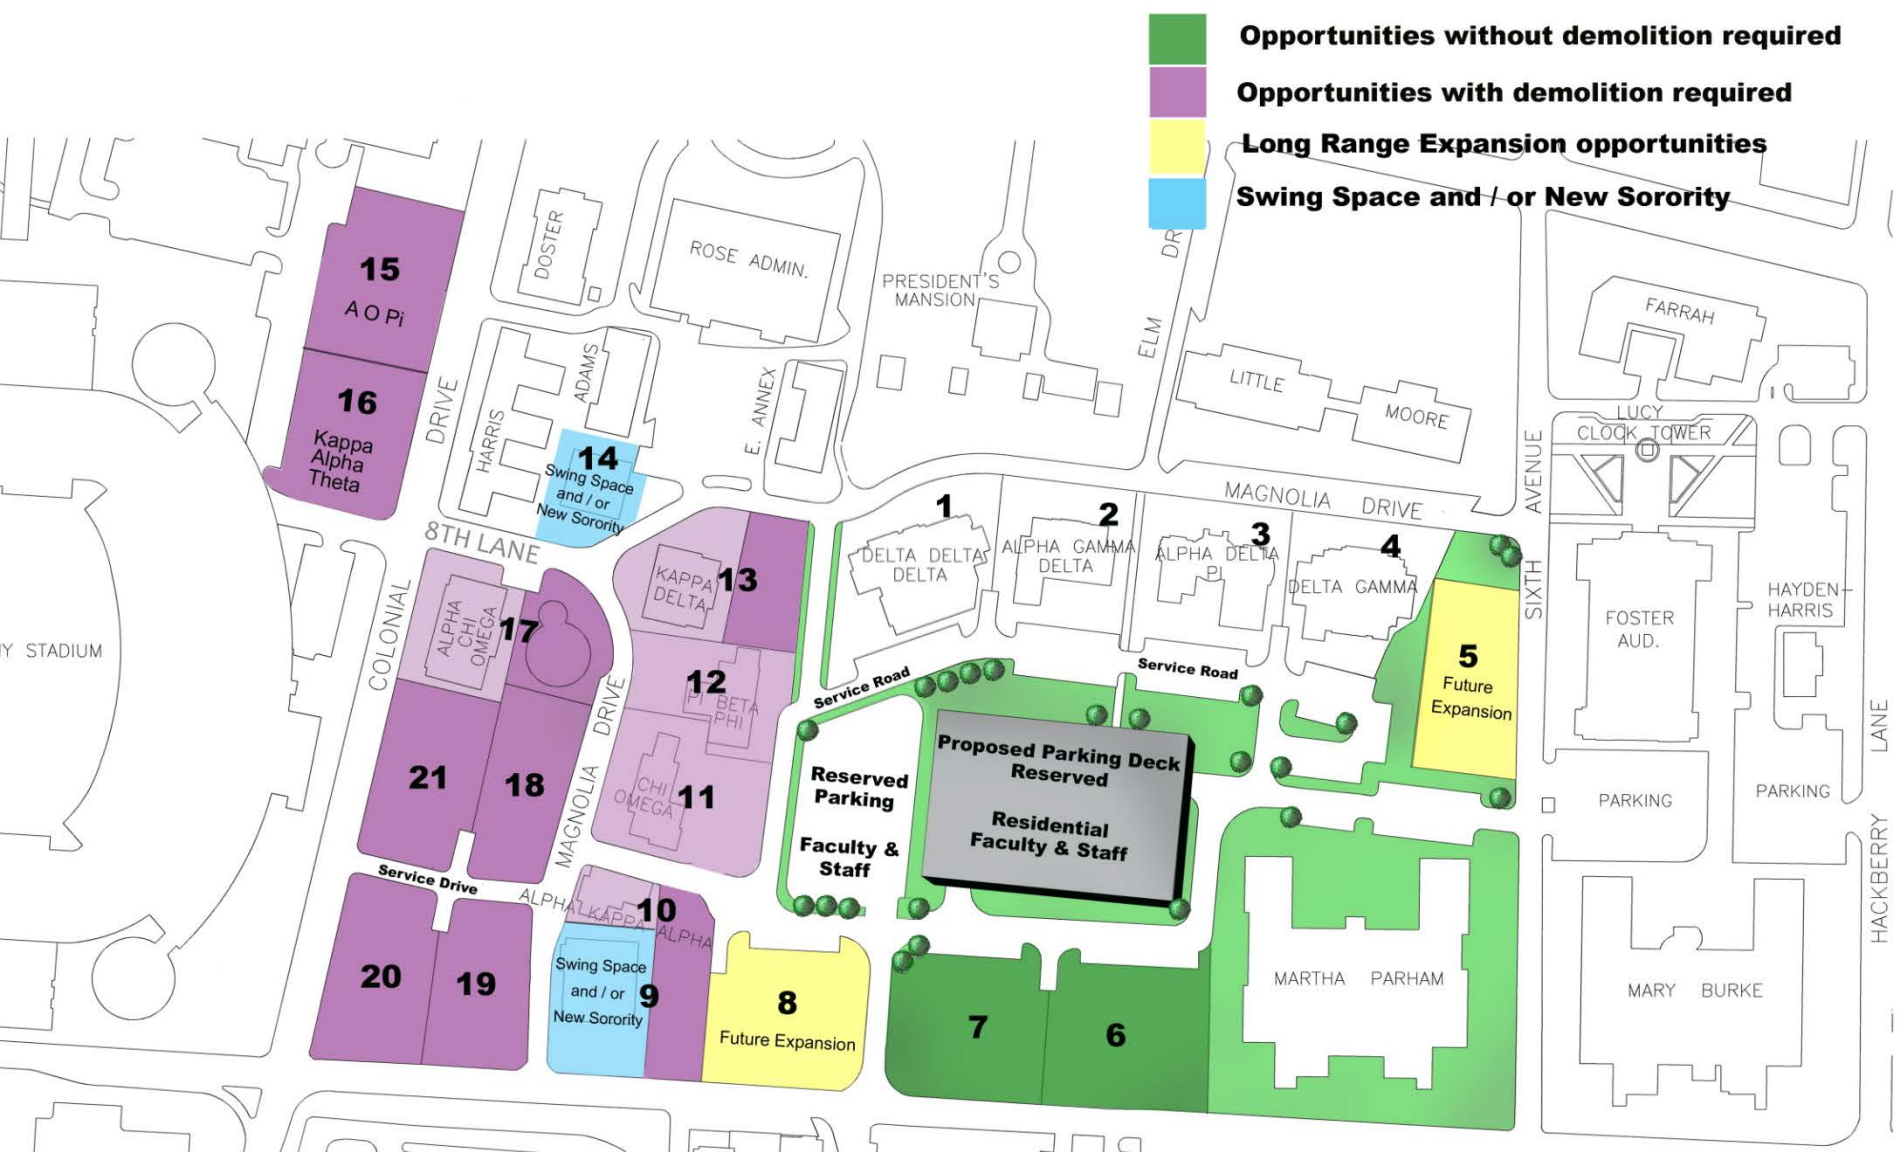 Opportunities without demolition required
Opportunities with demolition required
Long Range Expansion opportunities
Swing Space and / or New Sorority
15
A O Pi
16
Kappa
Alpha
Theta
DRIVE
DOSTER
ROSE ADMIN.
PRESIDENT'S
MANSION
ELM DR
FARRAH
HARRIS
ADAMS
E. ANNEX
LITTLE
MOORE
LUCY
CLOCK TOWER
14
Swing Space
and / or
New Sorority
8TH LANE
MAGNOLIA DRIVE
SIXTH AVENUE
1
DELTA DELTA
DELTA
2
ALPHA GAMMA
DELTA
3
ALPHA DELTA
PI
4
DELTA GAMMA
KAPPA
DELTA
13
Y STADIUM
COLONIAL
ALPHA
CHI
OMEGA
17
FOSTER
AUD.
HAYDEN-
HARRIS
5
Future
Expansion
12
PI BETA
PHI
Service Road
Service Road
MAGNOLIA DRIVE
21
18
CHI
OMEGA
11
Reserved
Parking
Faculty &
Staff
Proposed Parking Deck
Reserved
Residential
Faculty & Staff
PARKING
PARKING
HACKBERRY LANE
Service Drive
ALPHA KAPPA ALPHA
10
20
19
Swing Space
and / or
New Sorority
9
8
Future Expansion
7
6
MARTHA PARHAM
MARY BURKE